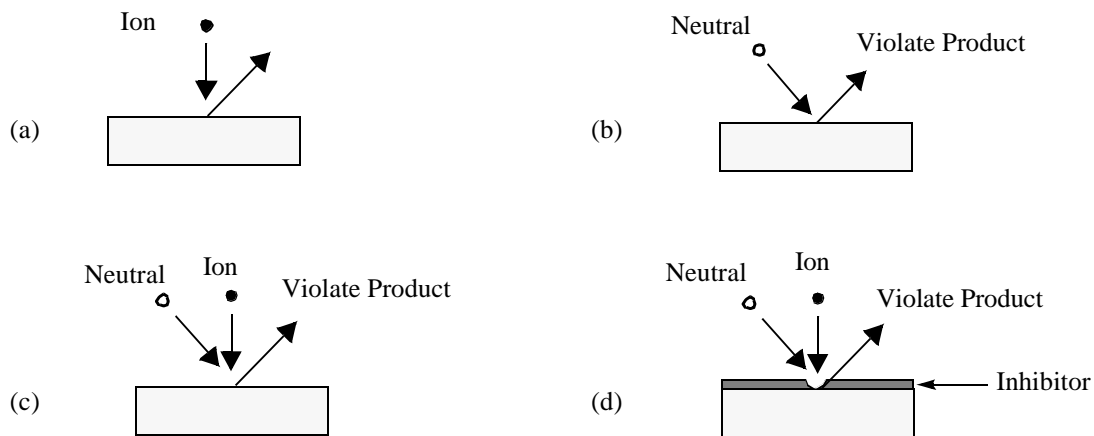 Ion
(a)
Neutral
Violate Product
(b)
Neutral
Ion
Violate Product
(c)
Neutral
Ion
Violate Product
Inhibitor
(d)